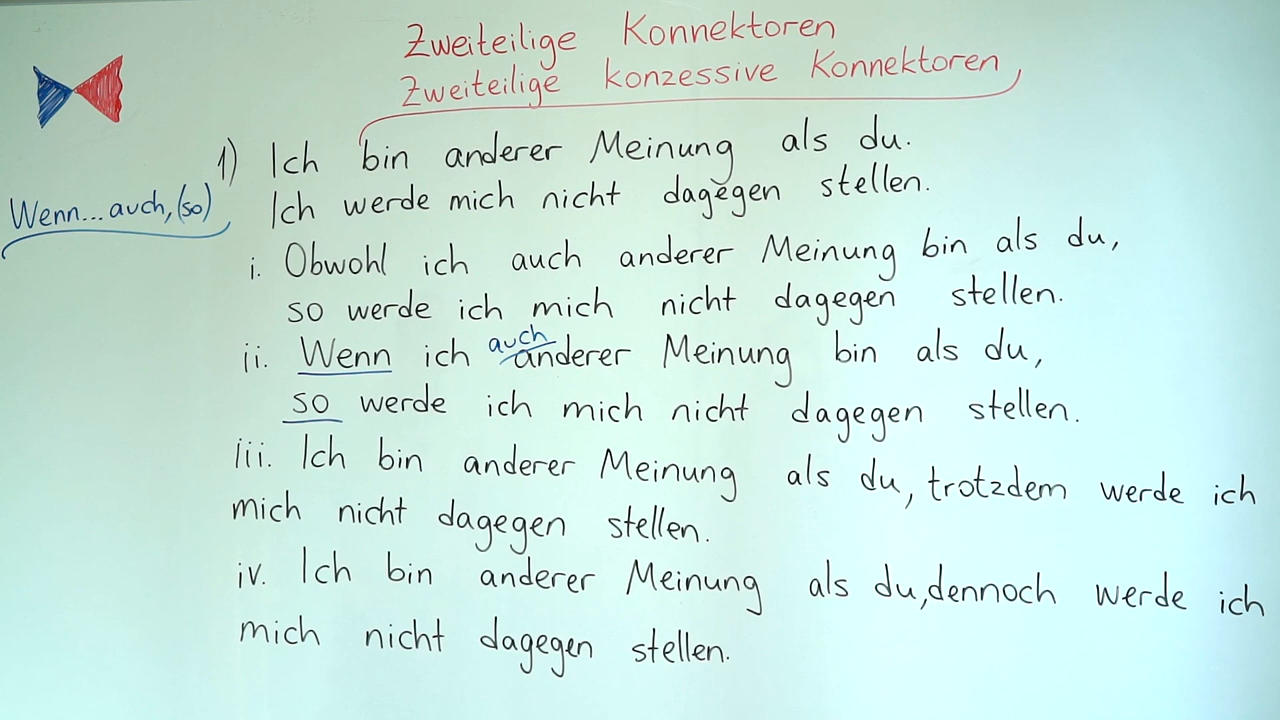 Zweiteilige Konnektoren
Zweiteilige konzessive Konnektoren
1) Ich bin anderer Meinung als du.
Ich werde mich nicht dagegen stellen.
Wenn... auch, (so)
i. Obwohl ich auch anderer Meinung bin als du,
so werde ich mich nicht dagegen stellen.
ii. Wenn ich auch anderer Meinung bin als du,
so werde ich mich nicht dagegen stellen.
iii. Ich bin anderer Meinung als du, trotzdem werde ich
mich nicht dagegen stellen.
iv. Ich bin anderer Meinung als du, dennoch werde ich
mich nicht dagegen stellen.